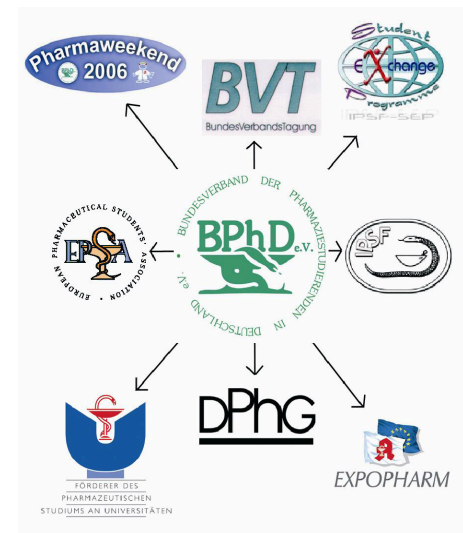 Pharmaweekend
2006
BVT
BundesVerbandsTagung
Student
eXchange
Programme
IPSF-SEP
EUROPEAN PHARMACEUTICAL STUDENTS' ASSOCIATION
EPSA
BUNDESVERBAND DER PHARMAZIESTUDIERENDEN IN DEUTSCHLAND e.V.
BPhD e.V.
IPSF
FÖRDERER DES
PHARMAZEUTISCHEN
STUDIUMS AN UNIVERSITÄTEN
DPhG
A
EXPOPHARM